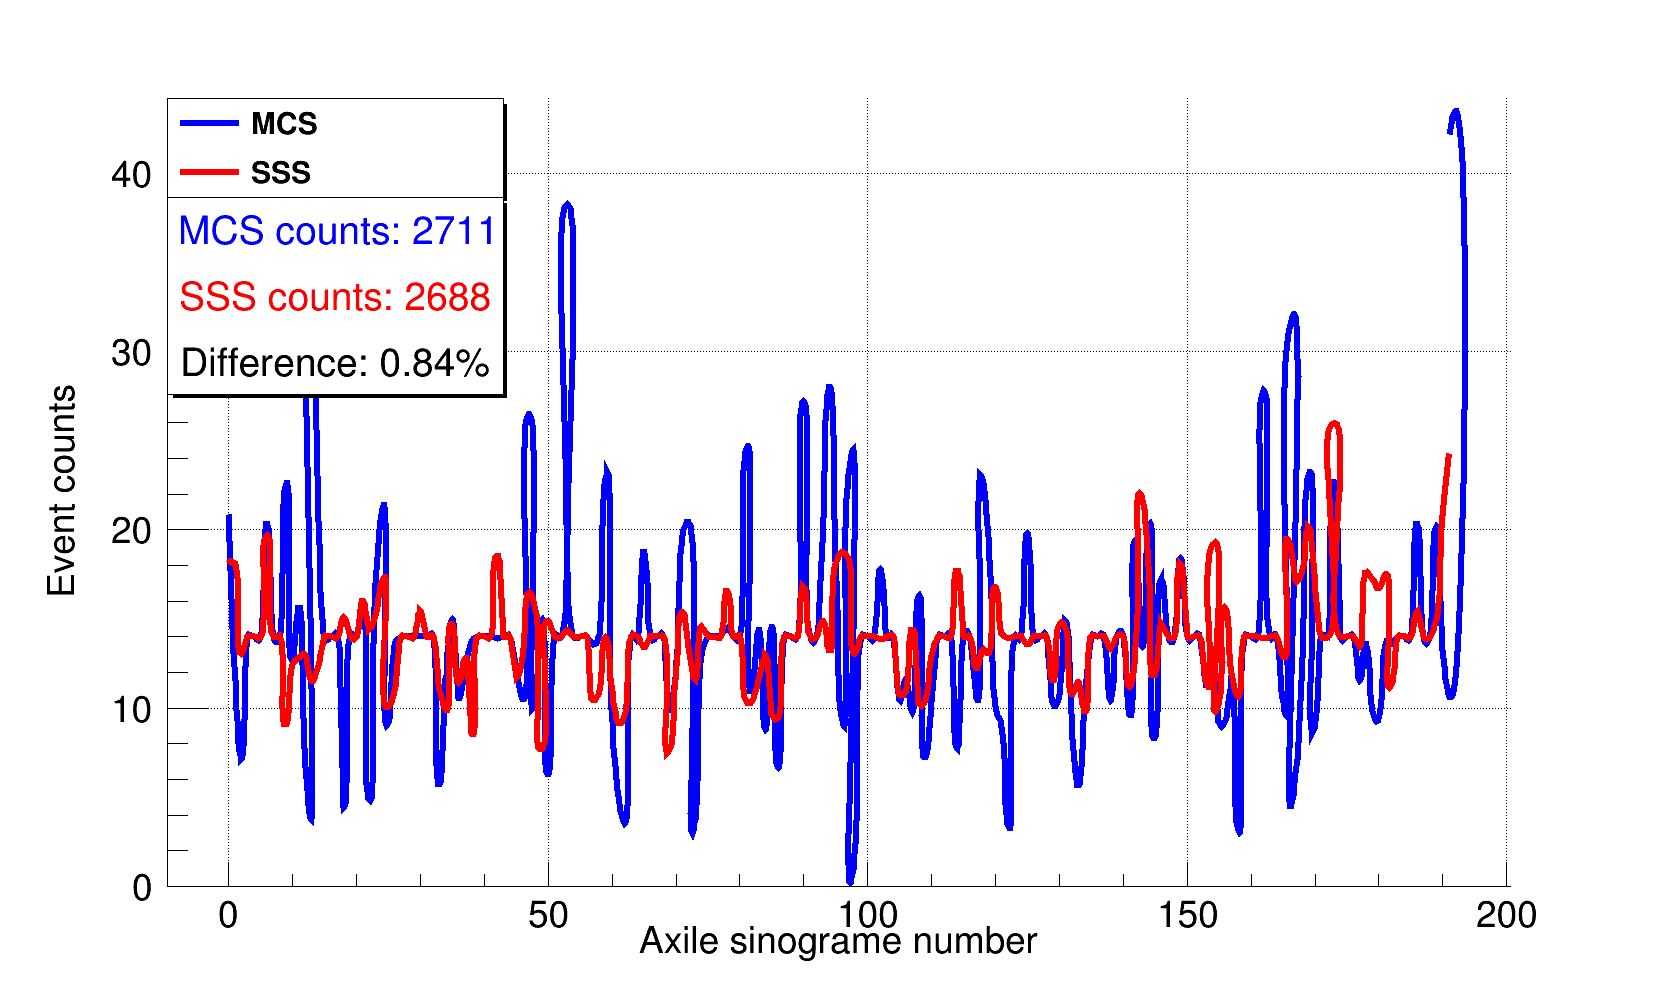 MCS
SSS
MCS counts: 2711
SSS counts: 2688
Difference: 0.84%
Event counts
40
30
20
10
0
0 50 100 150 200
Axile sinograme number